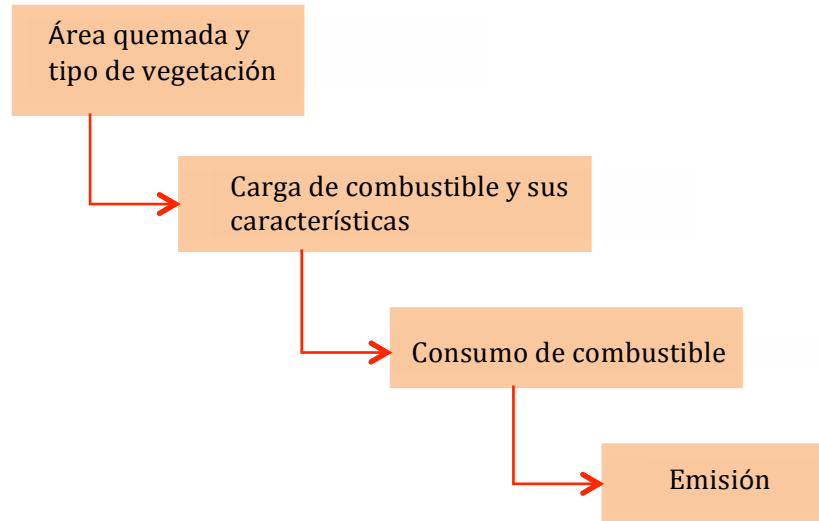 Área quemada y
tipo de vegetación
Carga de combustible y sus
características
Consumo de combustible
Emisión